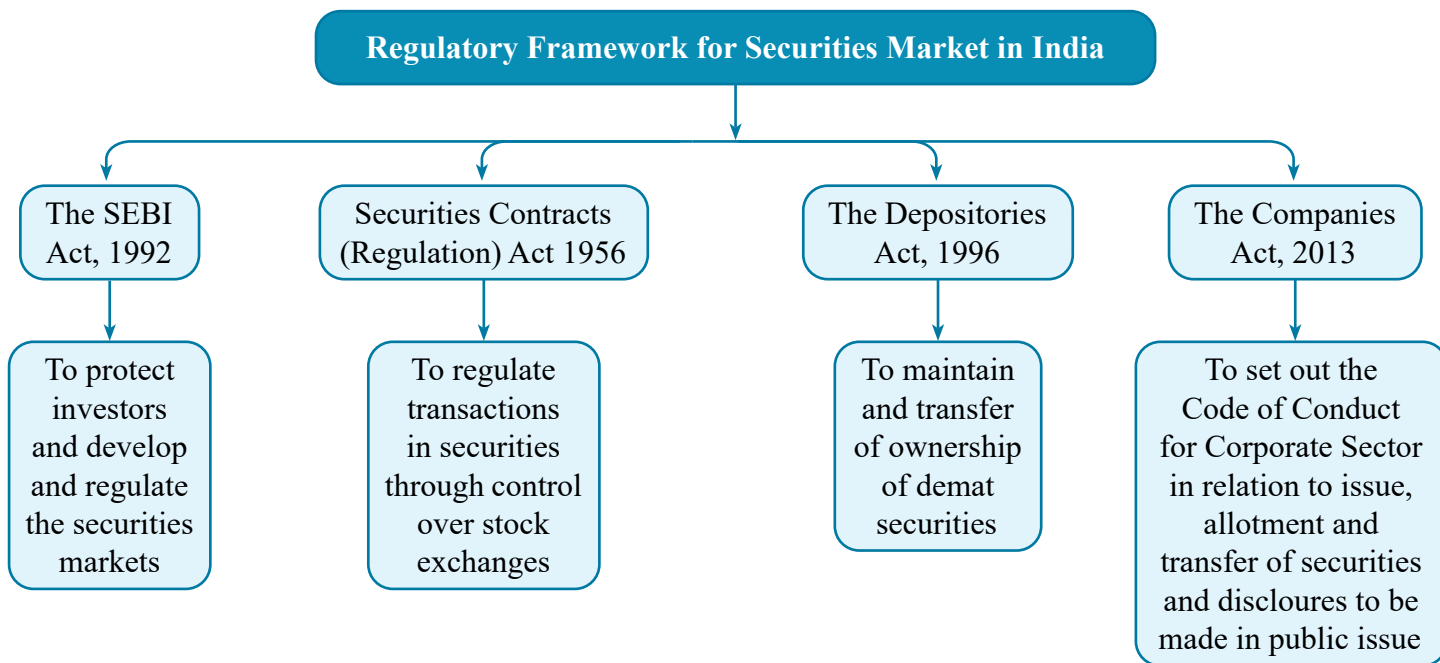 Regulatory Framework for Securities Market in India
The SEBI
Act, 1992
Securities Contracts
(Regulation) Act 1956
The Depositories
Act, 1996
The Companies
Act, 2013
To protect
investors
and develop
and regulate
the securities
markets
To regulate
transactions
in securities
through control
over stock
exchanges
To maintain
and transfer
of ownership
of demat
securities
To set out the
Code of Conduct
for Corporate Sector
in relation to issue,
allotment and
transfer of securities
and discloures to be
made in public issue